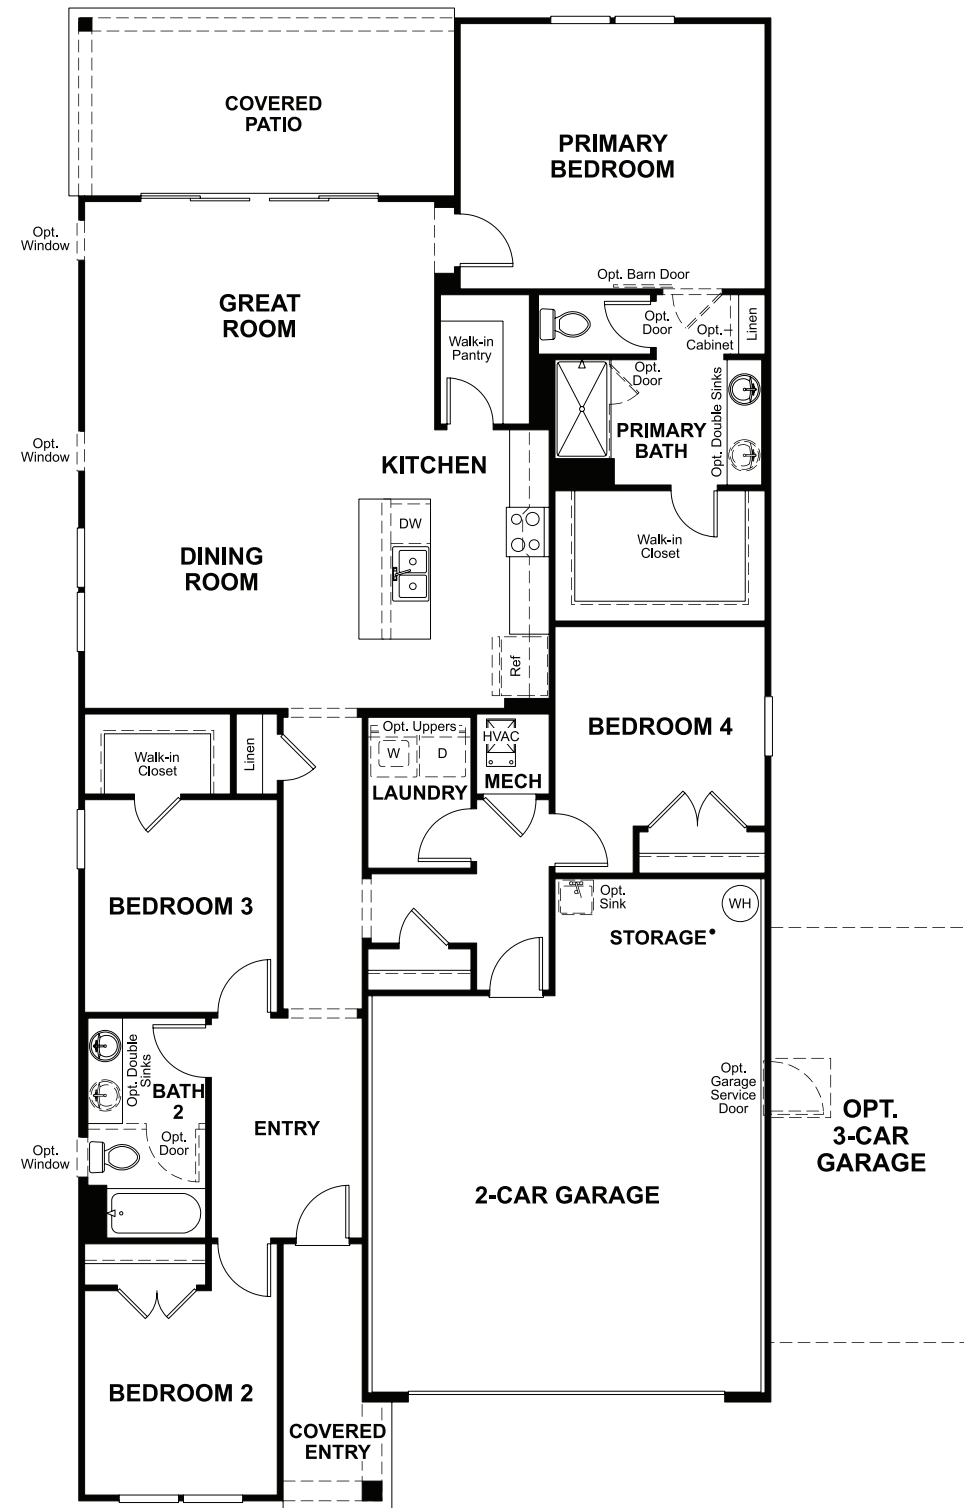 COVERED
PATIO
PRIMARY
BEDROOM
Opt.
Window
Opt. Barn Door
GREAT
ROOM
Opt.
Door
Opt.
Cabinet
Linen
Walk-in
Pantry
Opt.
Door
Opt. Double Sinks
PRIMARY
BATH
Opt.
Window
KITCHEN
DW
Walk-in
Closet
DINING
ROOM
Ref
BEDROOM 4
Opt. Uppers
W
D
HVAC
MECH
LAUNDRY
Walk-in
Closet
Linen
BEDROOM 3
Opt.
Sink
WH
STORAGE•
Opt. Double
Sinks
BATH
2
Opt.
Door
Opt.
Window
ENTRY
Opt.
Garage
Service
Door
OPT.
3-CAR
GARAGE
2-CAR GARAGE
BEDROOM 2
COVERED
ENTRY